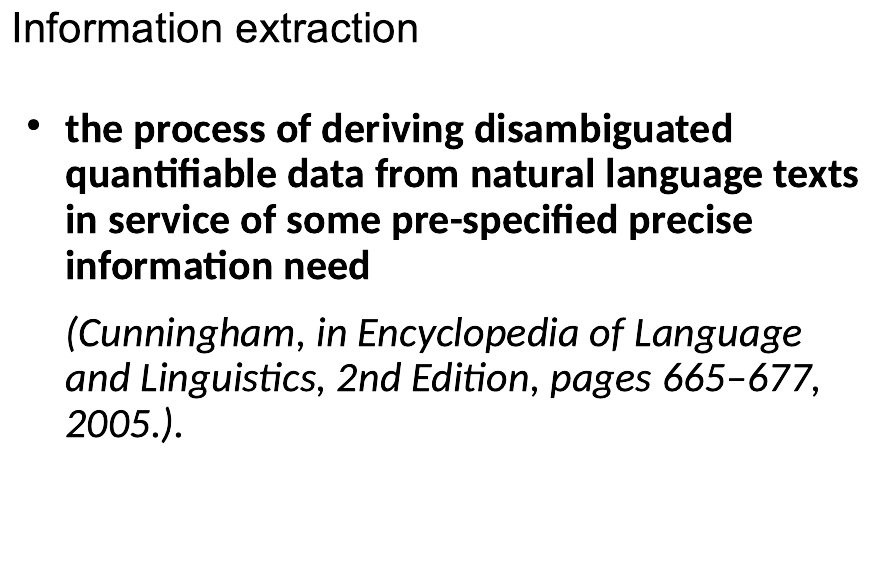 Information extraction
• the process of deriving disambiguated
quantifiable data from natural language texts
in service of some pre-specified precise
information need
(Cunningham, in Encyclopedia of Language
and Linguistics, 2nd Edition, pages 665–677,
2005.).